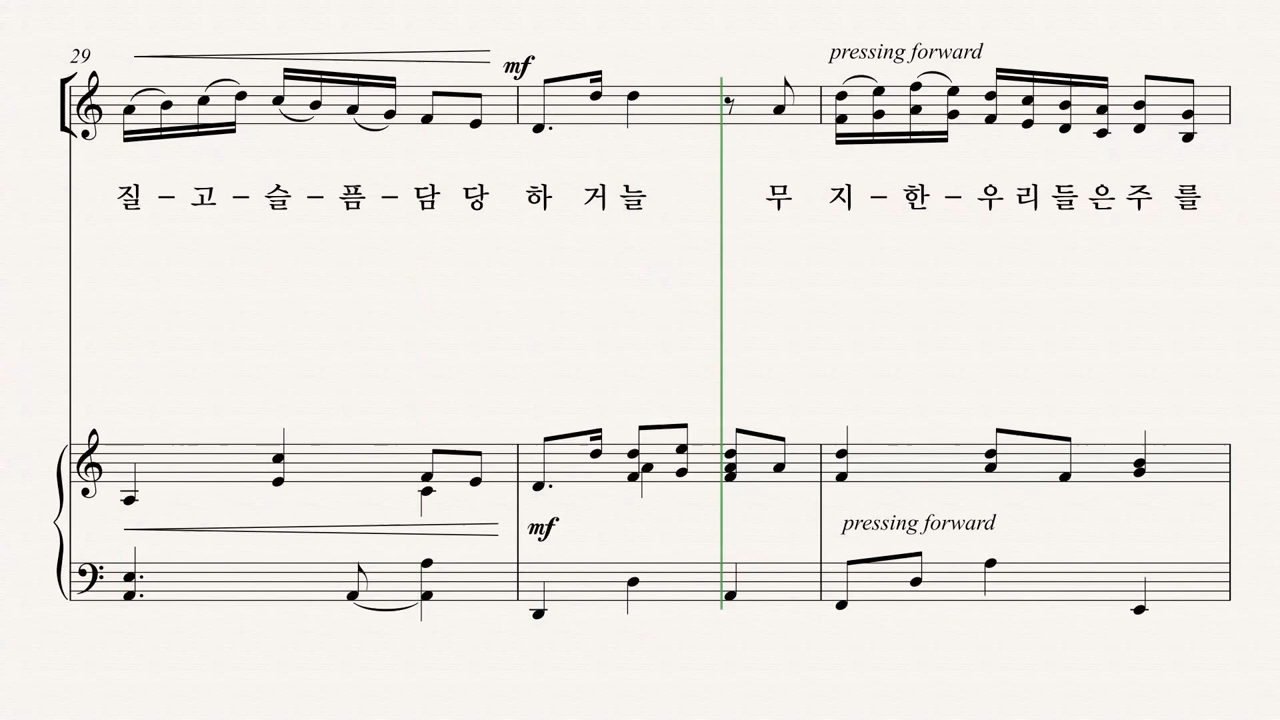 29
mf
pressing forward
질 – 고 – 슬 – 픔 – 담 당 하 거 늘 무 지 – 한 – 우 리 들 은 주 를
mf
pressing forward